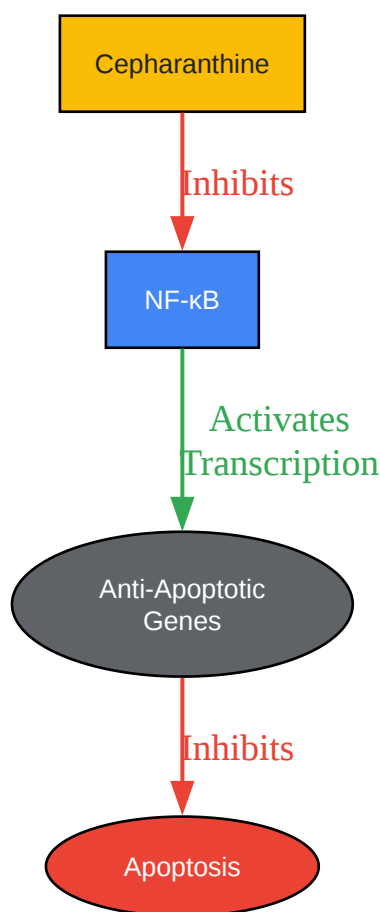 Cepharanthine
Inhibits
NF-κB
Activates
Transcription
Anti-Apoptotic
Genes
Inhibits
Apoptosis